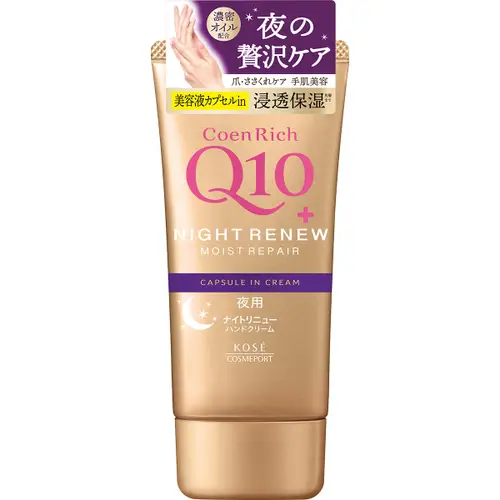 濃密
オイル
配合
夜の
贅沢ケア
爪・ささくれケア 手肌美容
美容液カプセルin 浸透保湿
CoenRich
Q10
+
NIGHT RENEW
MOIST REPAIR
CAPSULE IN CREAM
夜用
ナイトリニュー
ハンドクリーム
KOSÉ
COSMEPORT